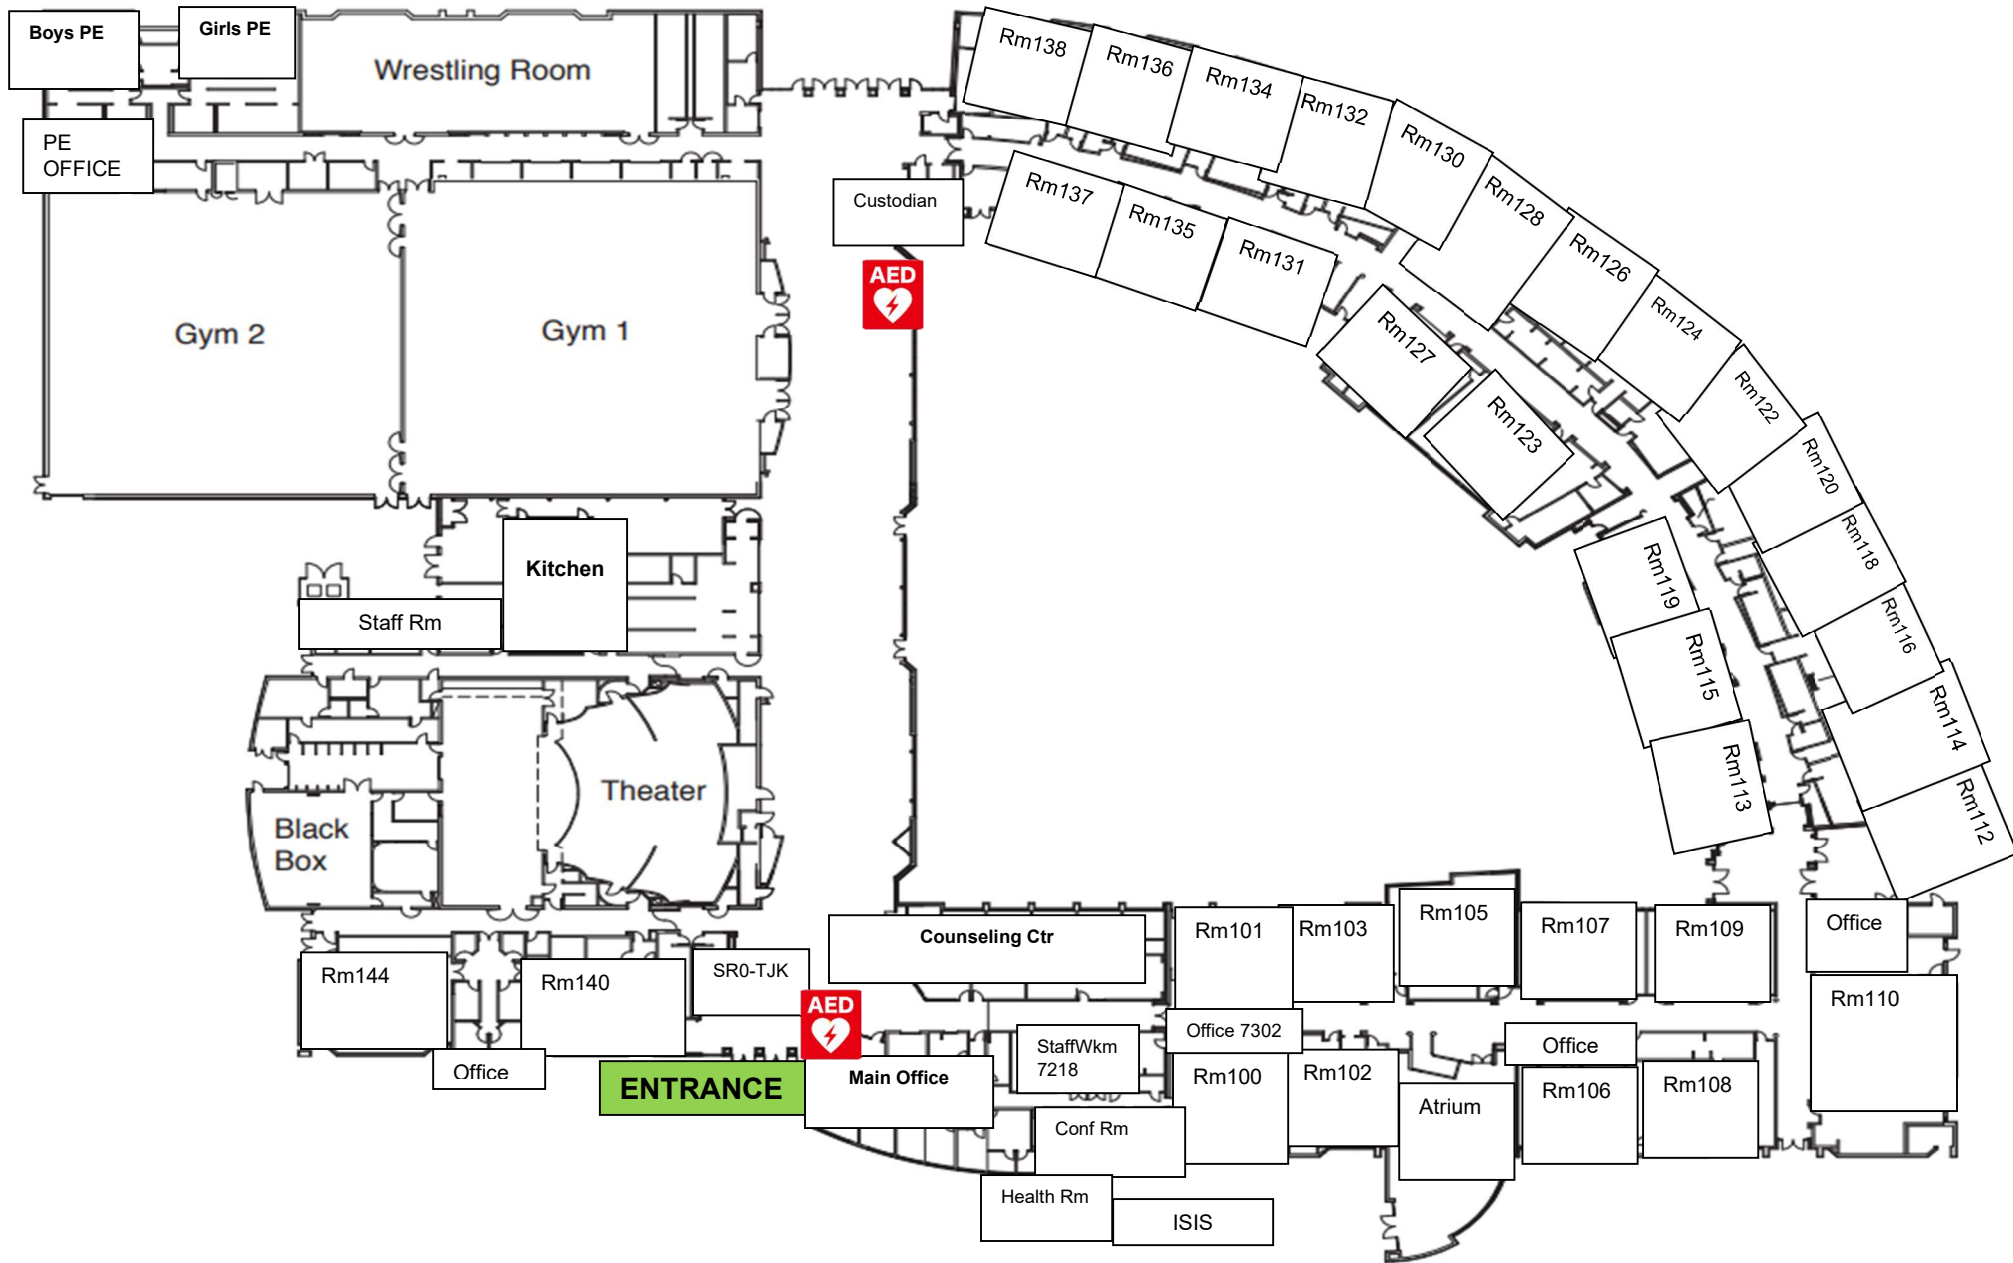 Boys PE
Girls PE
Wrestling Room
PE
OFFICE
Rm138
Rm136
Rm134
Rm132
Rm130
Rm128
Rm126
Rm124
Rm122
Rm120
Rm118
Rm116
Rm114
Rm112
Custodian
Rm137
Rm135
Rm131
Rm127
Rm123
Rm119
Rm115
Rm113
AED
Gym 2
Gym 1
Kitchen
Staff Rm
Theater
Black
Box
Rm144
Rm140
Office
SR0-TJK
AED
ENTRANCE
Main Office
Counseling Ctr
StaffWkm
7218
Conf Rm
Health Rm
ISIS
Rm101
Rm103
Rm105
Rm107
Rm109
Office
Office 7302
Office
Rm110
Rm100
Rm102
Atrium
Rm106
Rm108